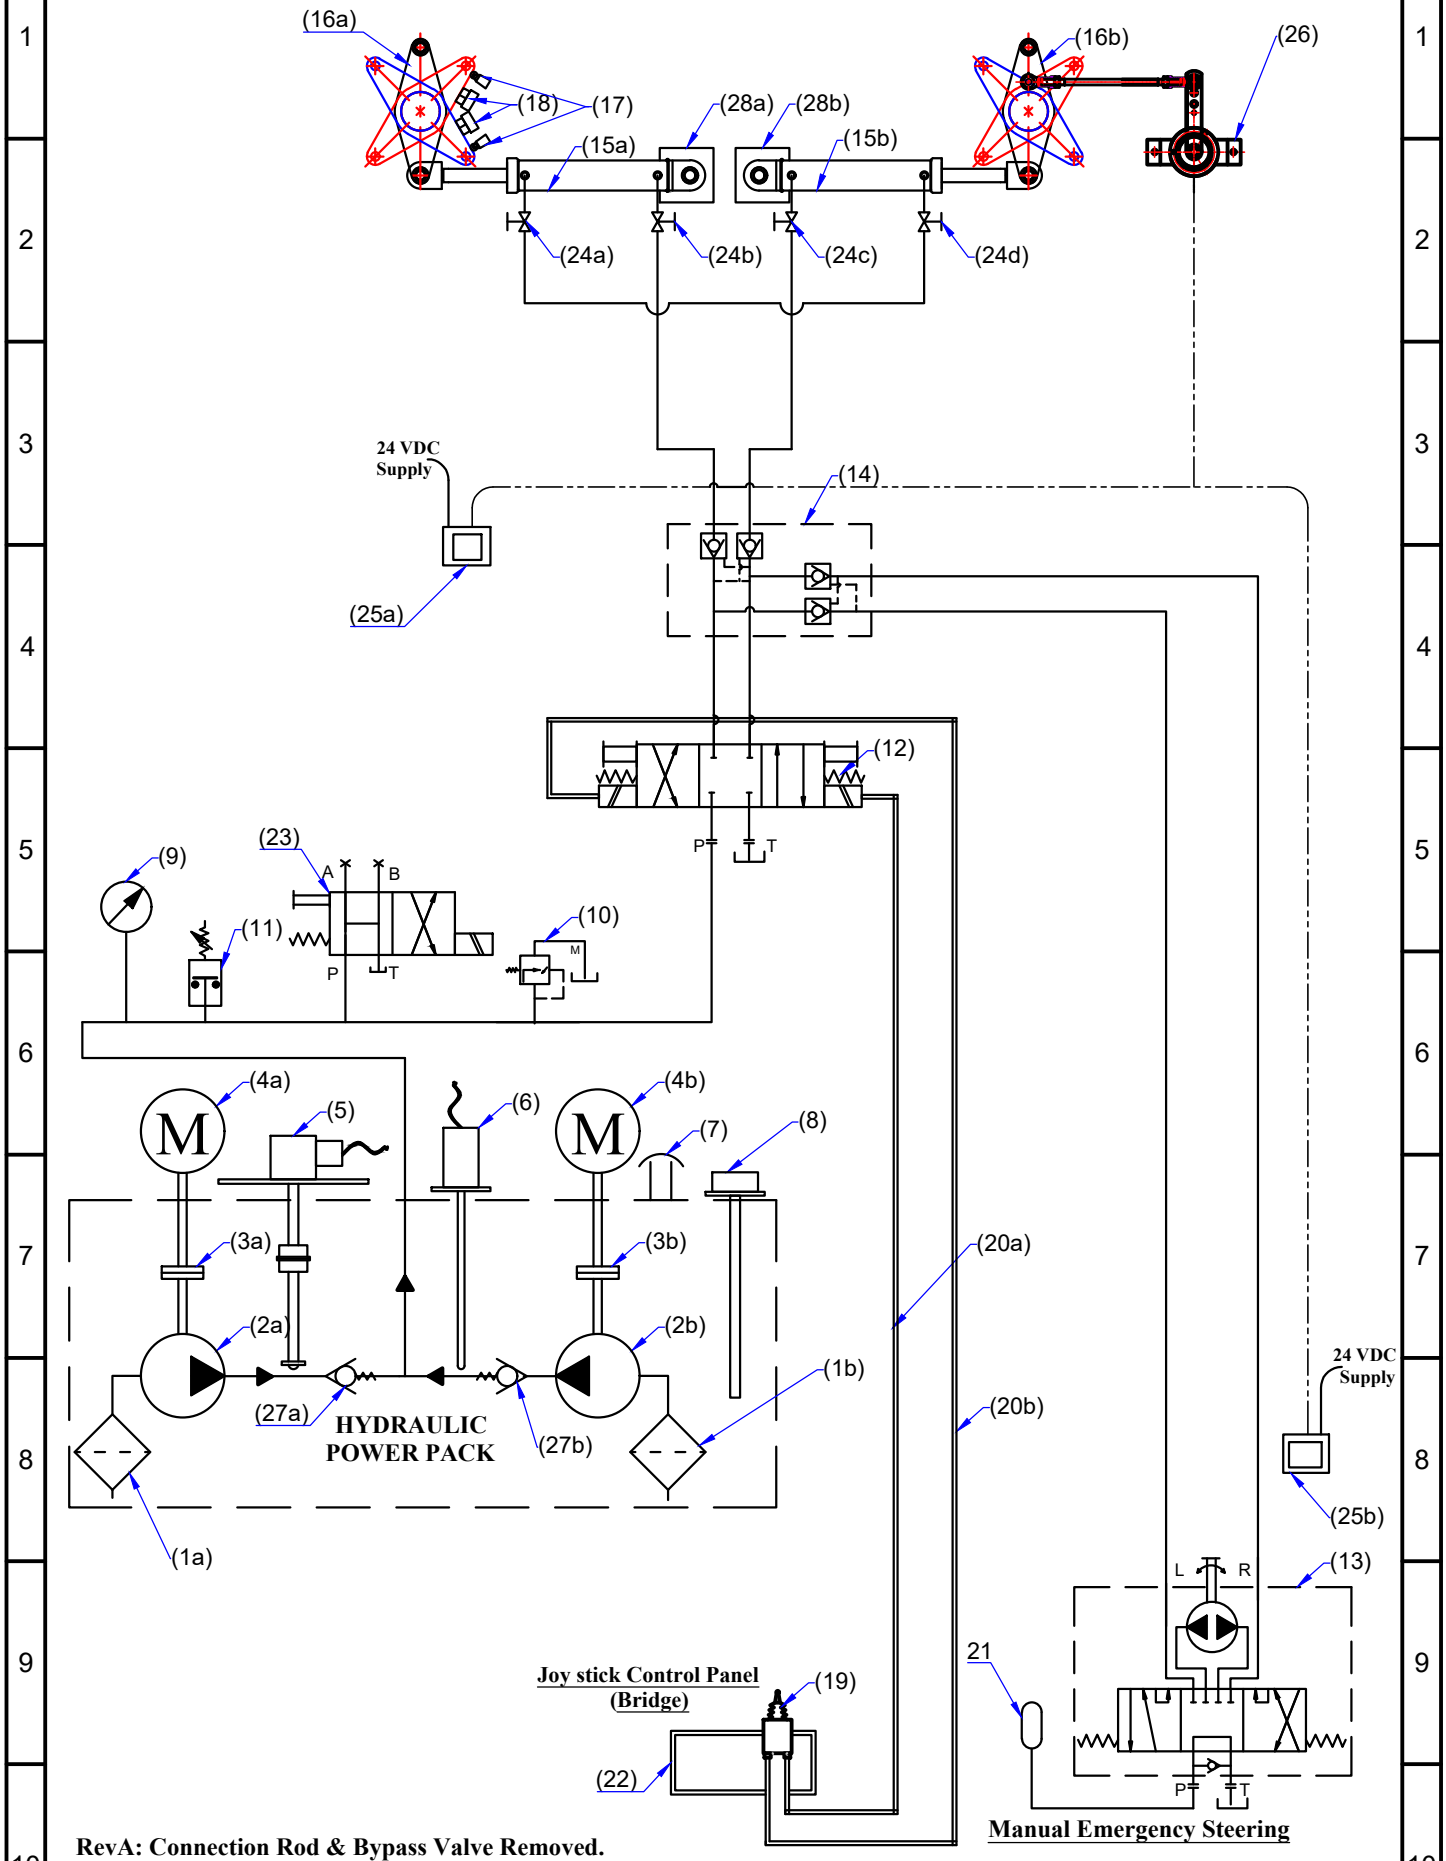 1
1
(16a)
(16b)
(26)
(18)
(17)
(28a)
(28b)
(15a)
(15b)
2
2
(24a)
(24b)
(24c)
(24d)
3
3
24 VDC
Supply
(14)
(25a)
4
4
(12)
5
5
P
T
(23)
(9)
A
B
(11)
(10)
M
P
T
6
6
(4a)
(5)
(6)
(4b)
(7)
(8)
M
M
7
7
(3a)
(3b)
(20a)
(2a)
(2b)
24 VDC
Supply
(1b)
(27a)
HYDRAULIC
POWER PACK
(27b)
(20b)
8
8
(25b)
(1a)
L
R
(13)
9
9
Joy stick Control Panel
(Bridge)
(19)
21
(22)
P
T
Manual Emergency Steering
RevA: Connection Rod & Bypass Valve Removed.
10
10